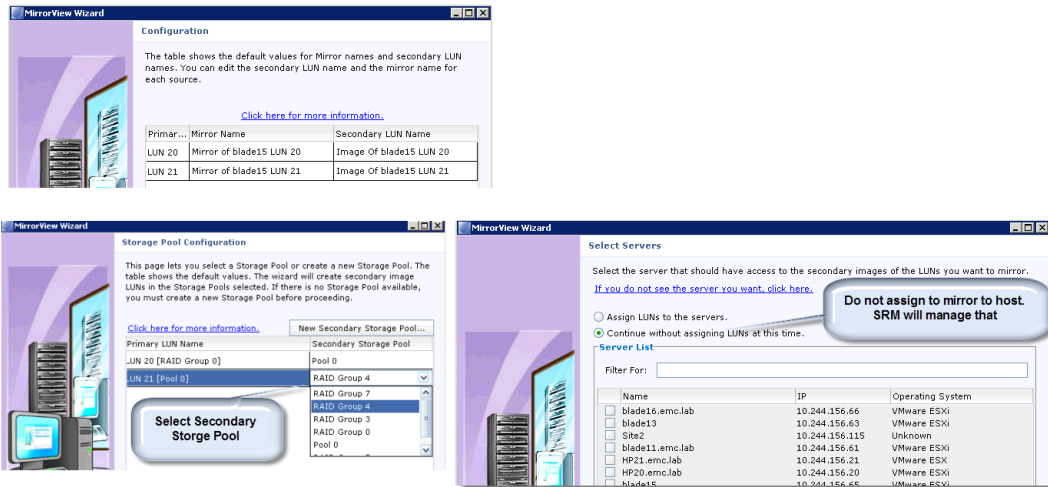 MirrorView Wizard
Configuration
The table shows the default values for Mirror names and secondary LUN
names. You can edit the secondary LUN name and the mirror name for
each source.
Click here for more information.
Primar... Mirror Name Secondary LUN Name
LUN 20 Mirror of blade15 LUN 20 Image Of blade15 LUN 20
LUN 21 Mirror of blade15 LUN 21 Image Of blade15 LUN 21
MirrorView Wizard
Storage Pool Configuration
This page lets you select a Storage Pool or create a new Storage Pool. The
table shows the default values. The wizard will create secondary image
LUNs in the Storage Pools selected. If there is no Storage Pool available,
you must create a new Storage Pool before proceeding.
Click here for more information. New Secondary Storage Pool...
Primary LUN Name Secondary Storage Pool
LUN 20 [RAID Group 0] Pool 0
LUN 21 [Pool 0] RAID Group 4
RAID Group 7
RAID Group 4
RAID Group 3
RAID Group 0
Pool 0
Select Secondary
Storge Pool
MirrorView Wizard
Select Servers
Select the server that should have access to the secondary images of the LUNs you want to mirror.
If you do not see the server you want, click here.
Do not assign to mirror to host.
SRM will manage that
Assign LUNs to the servers.
Continue without assigning LUNs at this time.
Server List
Filter For:
Name IP Operating System
blade16.emc.lab 10.244.156.66 VMware ESXi
blade13 10.244.156.63 VMware ESXi
Site2 10.244.156.115 Unknown
blade11.emc.lab 10.244.156.61 VMware ESXi
HP21.emc.lab 10.244.156.21 VMware ESX
HP20.emc.lab 10.244.156.20 VMware ESX
blade15 10.244.156.65 VMware ESXi